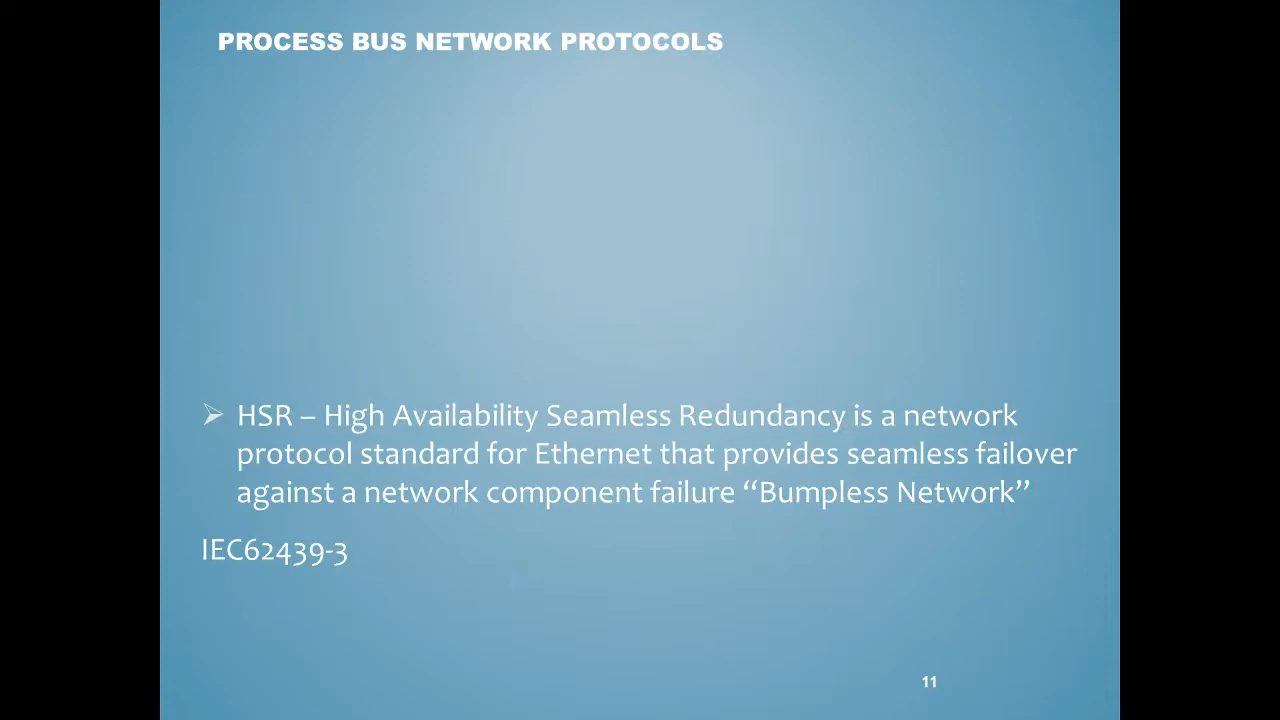 PROCESS BUS NETWORK PROTOCOLS
HSR – High Availability Seamless Redundancy is a network
protocol standard for Ethernet that provides seamless failover
against a network component failure “Bumpless Network”
IEC62439-3
11